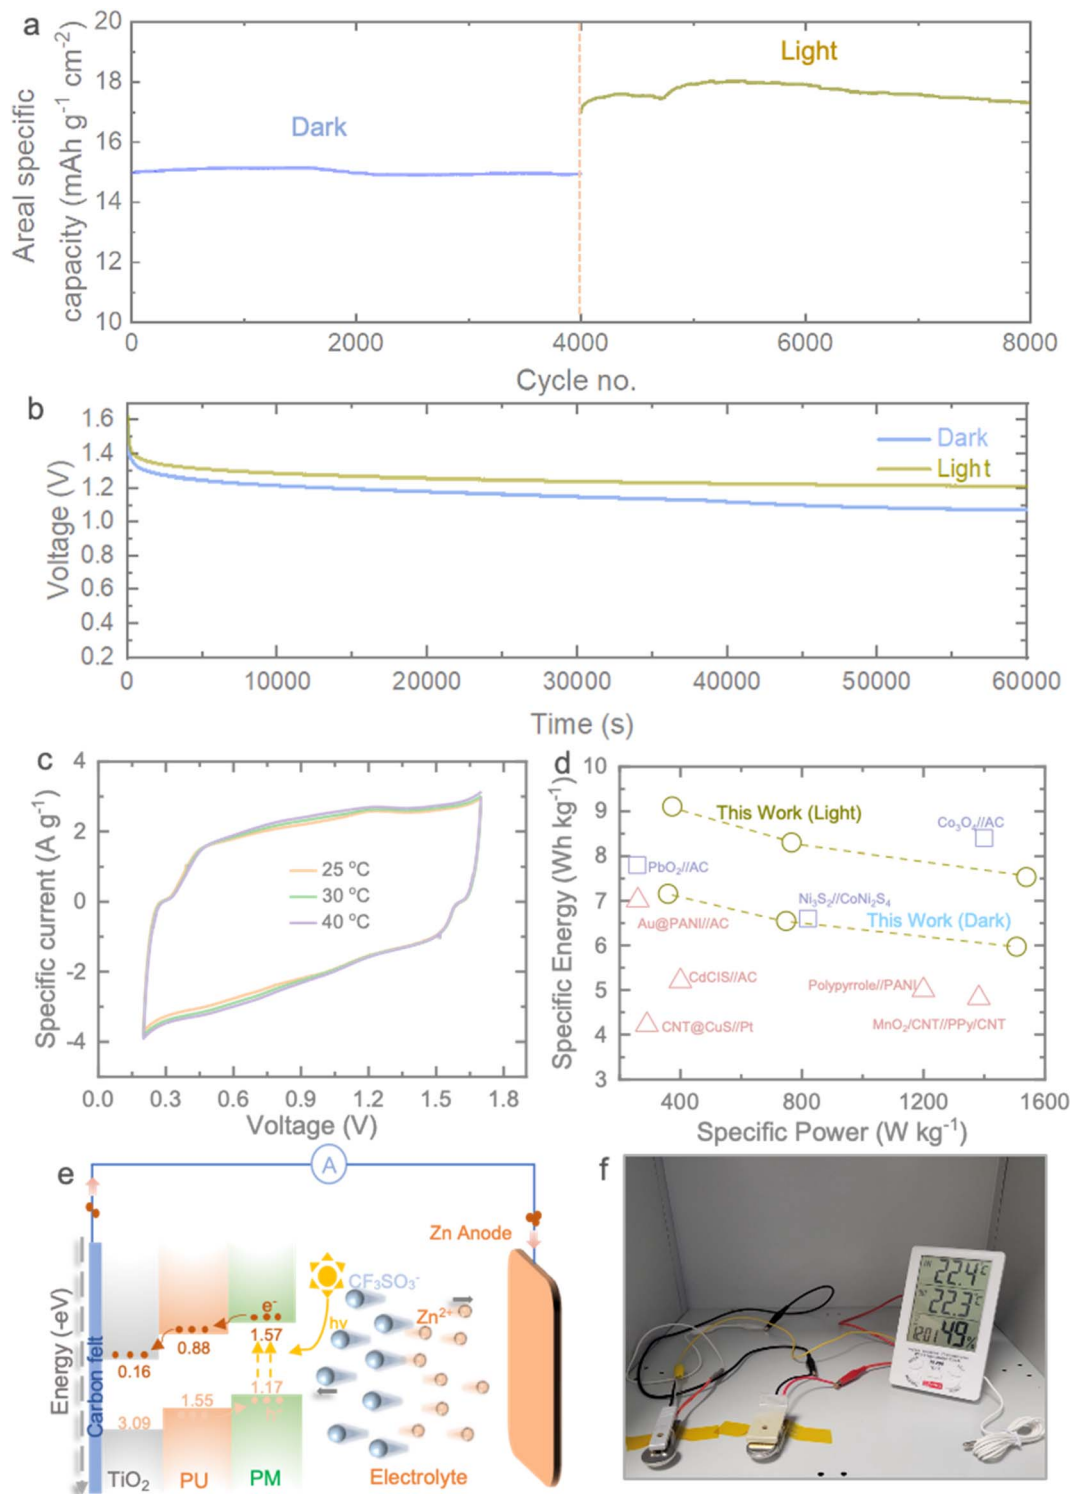 a
20
18
16
14
12
10
Areal specific
capacity (mAh g⁻¹ cm⁻²)
Dark
Light
0 2000 4000 6000 8000
Cycle no.
b
1.6
1.4
1.2
1.0
0.8
0.6
0.4
0.2
Voltage (V)
Dark
Light
0 10000 20000 30000 40000 50000 60000
Time (s)
c
4
2
0
-2
-4
Specific current (A g⁻¹)
25 °C
30 °C
40 °C
0.0 0.3 0.6 0.9 1.2 1.5 1.8
Voltage (V)
d
10
9
8
7
6
5
4
3
Specific Energy (Wh kg⁻¹)
This Work (Light)
Co₃O₄//AC
PbO₂//AC
Ni₃S₂//CoNi₂S₄
Au@PANI//AC
This Work (Dark)
CdCIS//AC
Polypyrrole//PANI
CNT@CuS//Pt
MnO₂/CNT//PPy/CNT
400 800 1200 1600
Specific Power (W kg⁻¹)
e
A
Zn Anode
Energy (-eV)
Carbon felt
CF₃SO₃⁻
Zn²⁺
e⁻
hν
1.57
0.88
0.16
1.17
1.55
3.09
TiO₂ PU PM
Electrolyte
f
22.4°C
22.3°C
12:01 49%